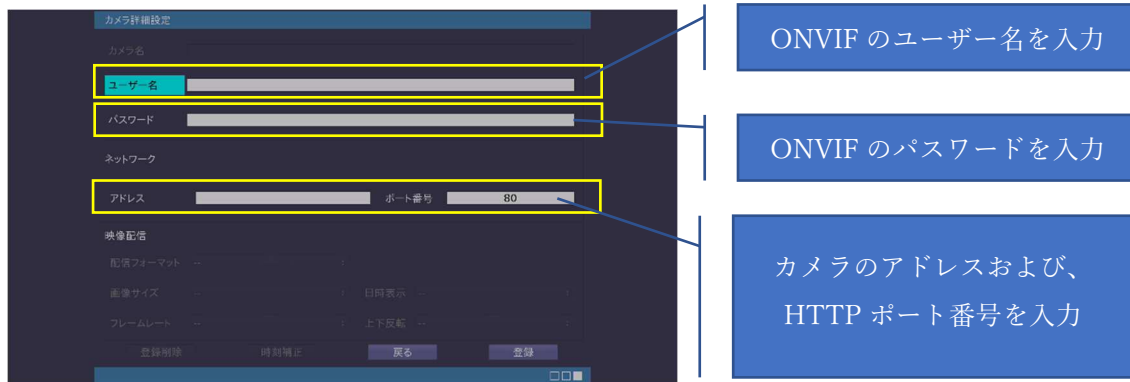 カメラ詳細設定
カメラ名
ユーザー名
パスワード
ネットワーク
アドレス ポート番号 80
映像配信
配信フォーマット -- :
画像サイズ -- : 日時表示 -- :
フレームレート -- : 上下反転 -- :
登録削除 時刻補正 戻る 登録
ONVIF のユーザー名を入力
ONVIF のパスワードを入力
カメラのアドレスおよび、
HTTP ポート番号を入力